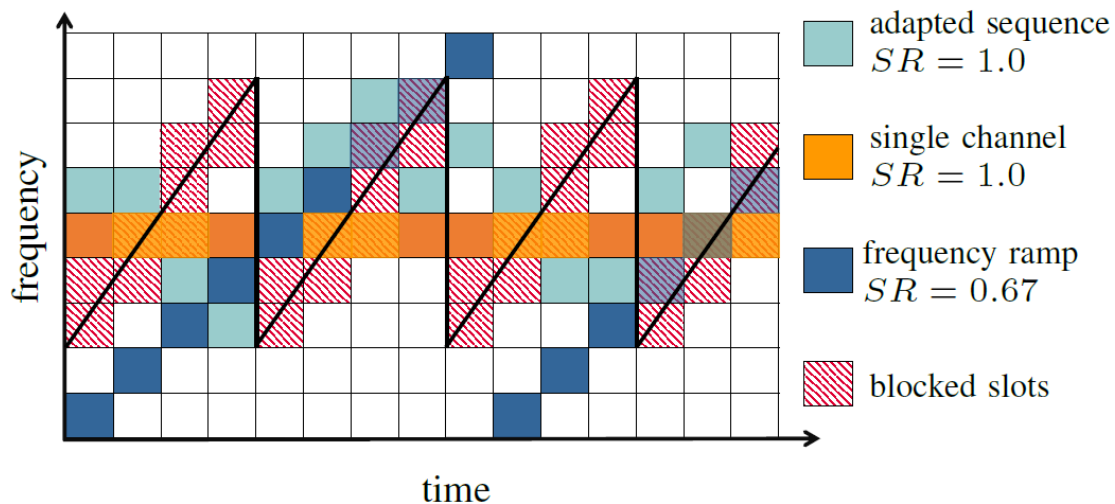 adapted sequence
SR = 1.0
single channel
SR = 1.0
frequency ramp
SR = 0.67
blocked slots
frequency
time